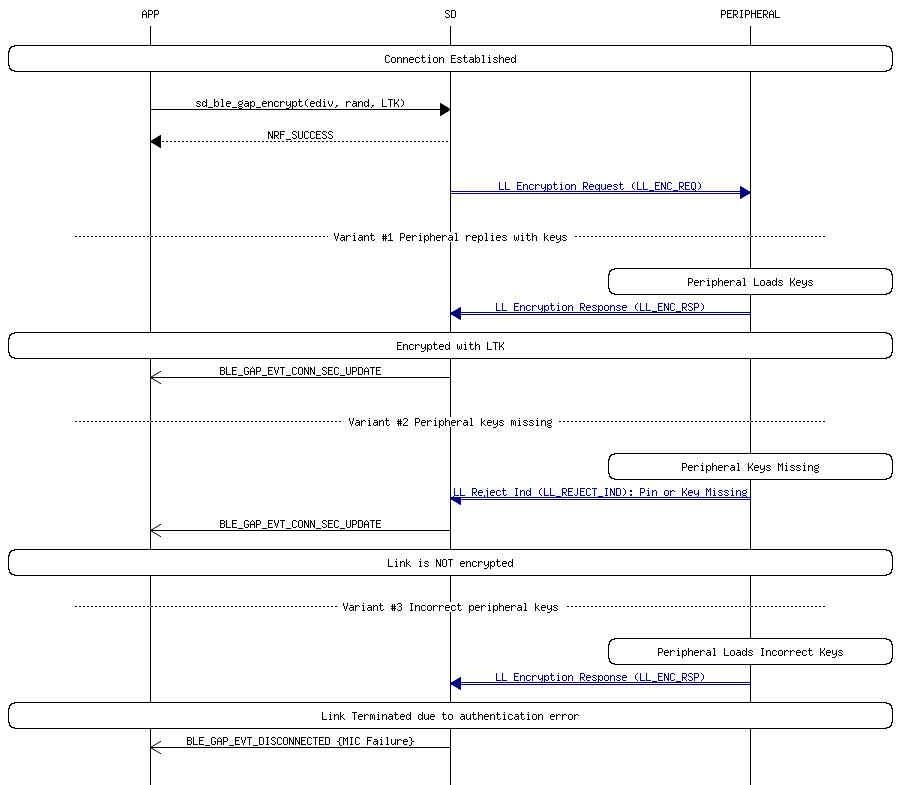 APP SD PERIPHERAL
Connection Established
sd_ble_gap_encrypt(ediv, rand, LTK)
NRF_SUCCESS
LL Encryption Request (LL_ENC_REQ)
Variant #1 Peripheral replies with keys
Peripheral Loads Keys
LL Encryption Response (LL_ENC_RSP)
Encrypted with LTK
BLE_GAP_EVT_CONN_SEC_UPDATE
Variant #2 Peripheral keys missing
Peripheral Keys Missing
LL Reject Ind (LL_REJECT_IND): Pin or Key Missing
BLE_GAP_EVT_CONN_SEC_UPDATE
Link is NOT encrypted
Variant #3 Incorrect peripheral keys
Peripheral Loads Incorrect Keys
LL Encryption Response (LL_ENC_RSP)
Link Terminated due to authentication error
BLE_GAP_EVT_DISCONNECTED {MIC Failure}